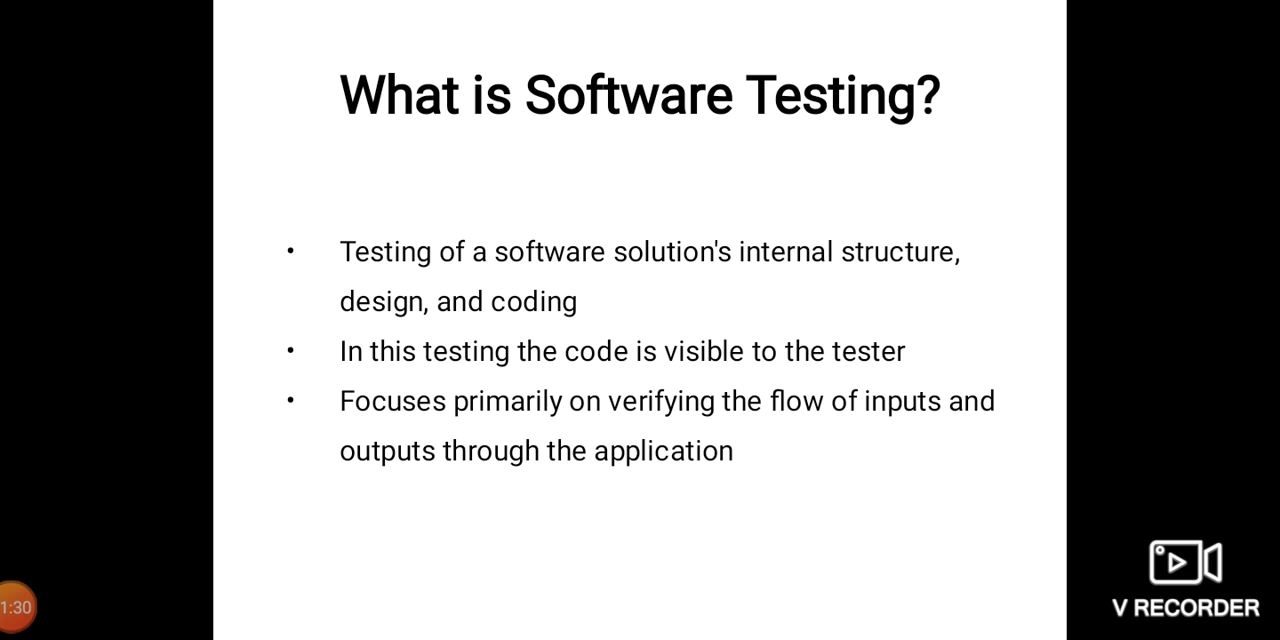 What is Software Testing?
• Testing of a software solution's internal structure,
design, and coding
• In this testing the code is visible to the tester
• Focuses primarily on verifying the flow of inputs and
outputs through the application
1:30
V RECORDER